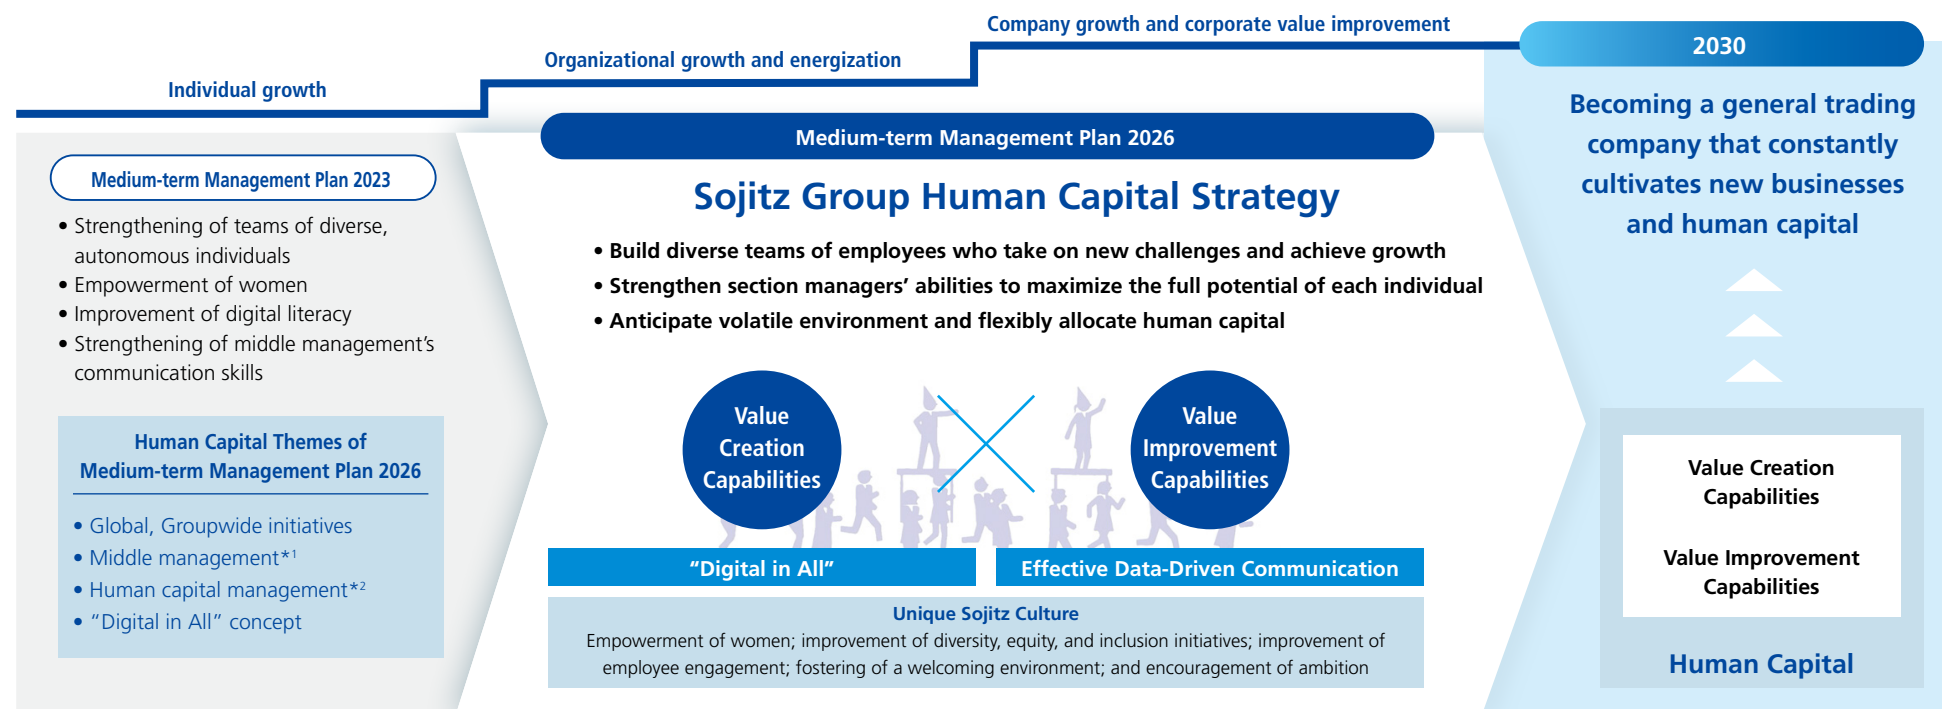 Individual growth
Organizational growth and energization
Company growth and corporate value improvement
2030
Medium-term Management Plan 2023
• Strengthening of teams of diverse,
autonomous individuals
• Empowerment of women
• Improvement of digital literacy
• Strengthening of middle management’s
communication skills
Human Capital Themes of
Medium-term Management Plan 2026
• Global, Groupwide initiatives
• Middle management*1
• Human capital management*2
• “Digital in All” concept
Medium-term Management Plan 2026
Sojitz Group Human Capital Strategy
• Build diverse teams of employees who take on new challenges and achieve growth
• Strengthen section managers’ abilities to maximize the full potential of each individual
• Anticipate volatile environment and flexibly allocate human capital
Value
Creation
Capabilities
Value
Improvement
Capabilities
“Digital in All”
Effective Data-Driven Communication
Unique Sojitz Culture
Empowerment of women; improvement of diversity, equity, and inclusion initiatives; improvement of
employee engagement; fostering of a welcoming environment; and encouragement of ambition
Becoming a general trading
company that constantly
cultivates new businesses
and human capital
Value Creation
Capabilities
Value Improvement
Capabilities
Human Capital